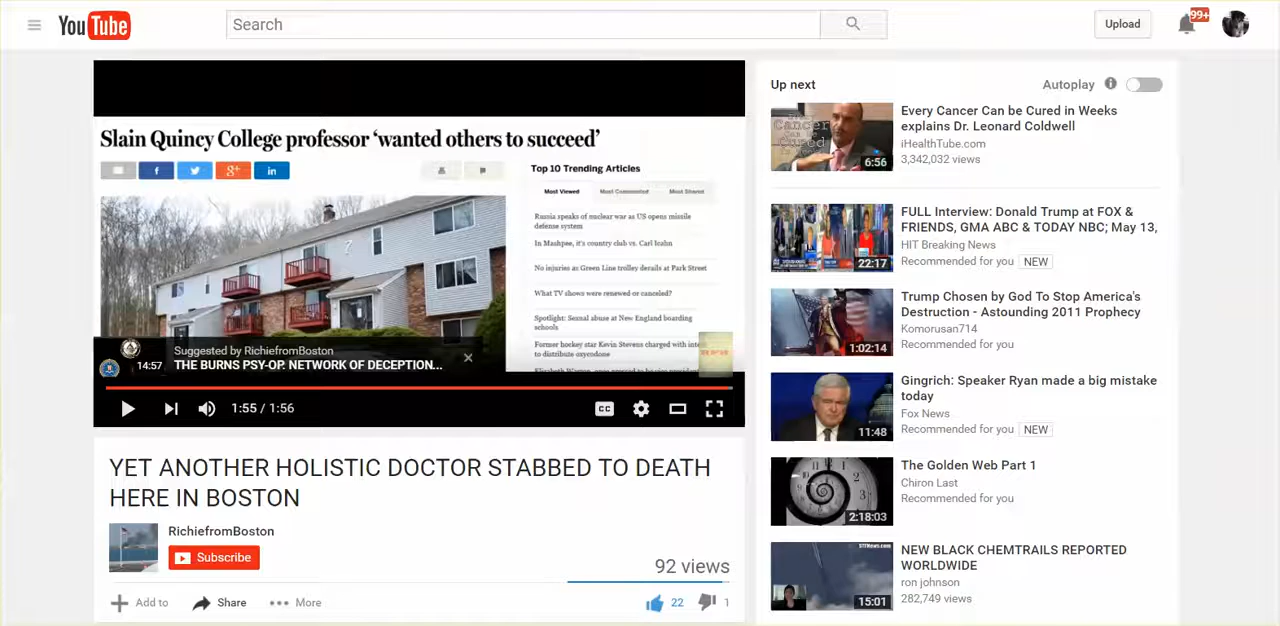 YouTube
Search
Upload
99+
Slain Quincy College professor ‘wanted others to succeed’
f
g+
in
Top 10 Trending Articles
Most Viewed Most Commented Most Shared
Russia speaks of nuclear war as US opens missile
defense system
In Mashpee, it's country club vs. Carl Icahn
No injuries as Green Line trolley derails at Park Street
What TV shows were renewed or canceled?
Spotlight: Sexual abuse at New England boarding
schools
Former hockey star Kevin Stevens charged with inte
to distribute oxycodone
14:57
Suggested by RichiefromBoston
THE BURNS PSY-OP. NETWORK OF DECEPTION...
1:55 / 1:56
CC
YET ANOTHER HOLISTIC DOCTOR STABBED TO DEATH
HERE IN BOSTON
RichiefromBoston
Subscribe
92 views
Add to
Share
More
22
1
Up next
Autoplay
Cancer
Can be
Cured in
Weeks
6:56
Every Cancer Can be Cured in Weeks
explains Dr. Leonard Coldwell
iHealthTube.com
3,342,032 views
22:17
FULL Interview: Donald Trump at FOX &
FRIENDS, GMA ABC & TODAY NBC; May 13,
HIT Breaking News
Recommended for you NEW
1:02:14
Trump Chosen by God To Stop America's
Destruction - Astounding 2011 Prophecy
Komorusan714
Recommended for you
11:48
Gingrich: Speaker Ryan made a big mistake
today
Fox News
Recommended for you NEW
2:18:03
The Golden Web Part 1
Chiron Last
Recommended for you
15:01
NEW BLACK CHEMTRAILS REPORTED
WORLDWIDE
ron johnson
282,749 views